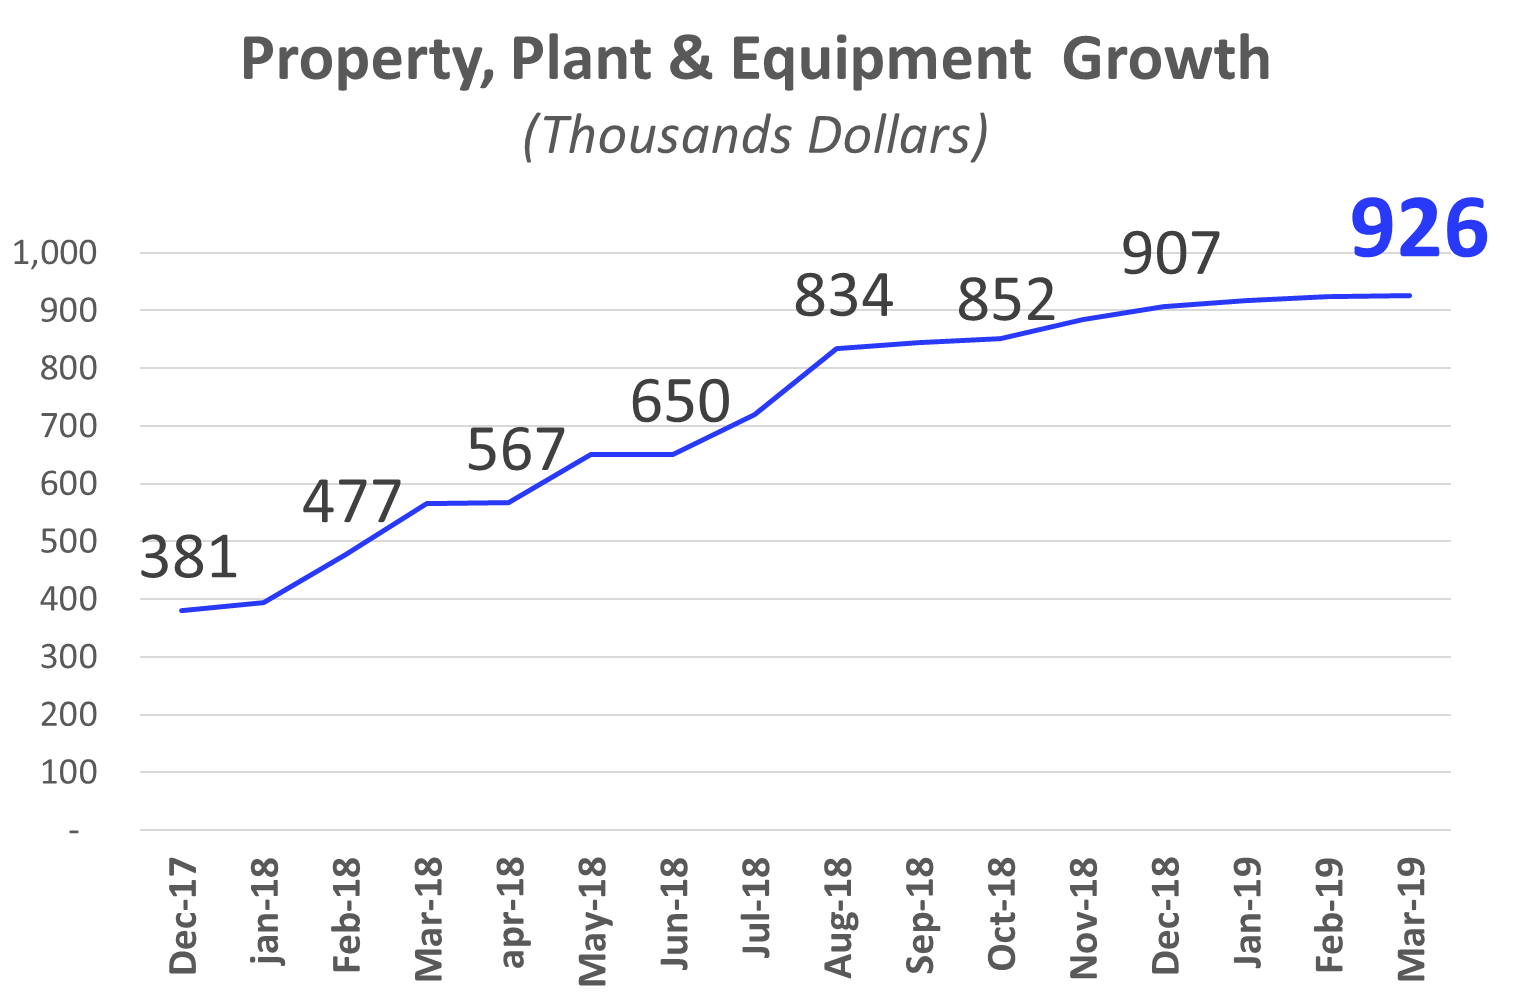 Property, Plant & Equipment  Growth
(Thousands Dollars)
926
1,000
907
834
852
900
800
650
700
567
600
477
500
381
400
300
200
100
-
Dec-17
jan-18
Feb-18
Mar-18
apr-18
May-18
Jun-18
Jul-18
Aug-18
Sep-18
Oct-18
Nov-18
Dec-18
Jan-19
Feb-19
Mar-19